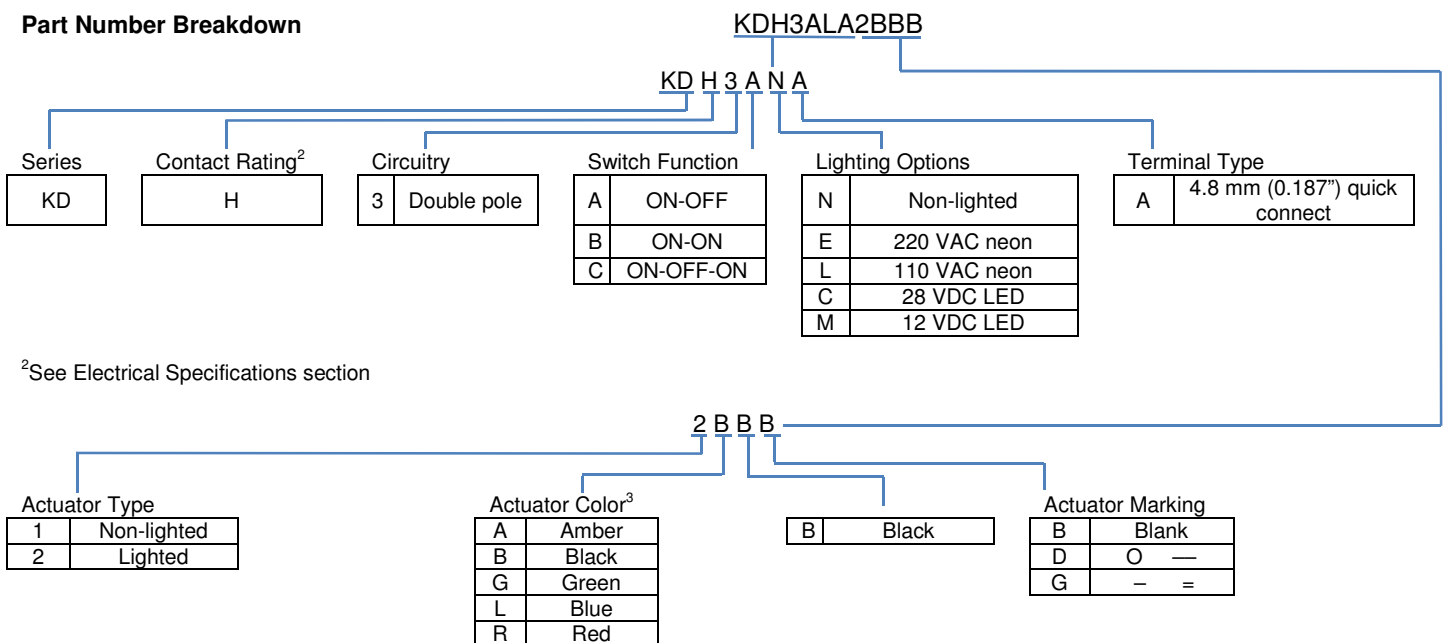 Part Number Breakdown
KDH3ALA2BBB
KD H 3 A N A
Series
KD
Contact Rating2
H
Circuitry
3 Double pole
Switch Function
A ON-OFF
B ON-ON
C ON-OFF-ON
Lighting Options
N Non-lighted
E 220 VAC neon
L 110 VAC neon
C 28 VDC LED
M 12 VDC LED
Terminal Type
A 4.8 mm (0.187”) quick
connect
2See Electrical Specifications section
2 B B B
Actuator Type
1 Non-lighted
2 Lighted
Actuator Color3
A Amber
B Black
G Green
L Blue
R Red
B Black
Actuator Marking
B Blank
D O —
G – =